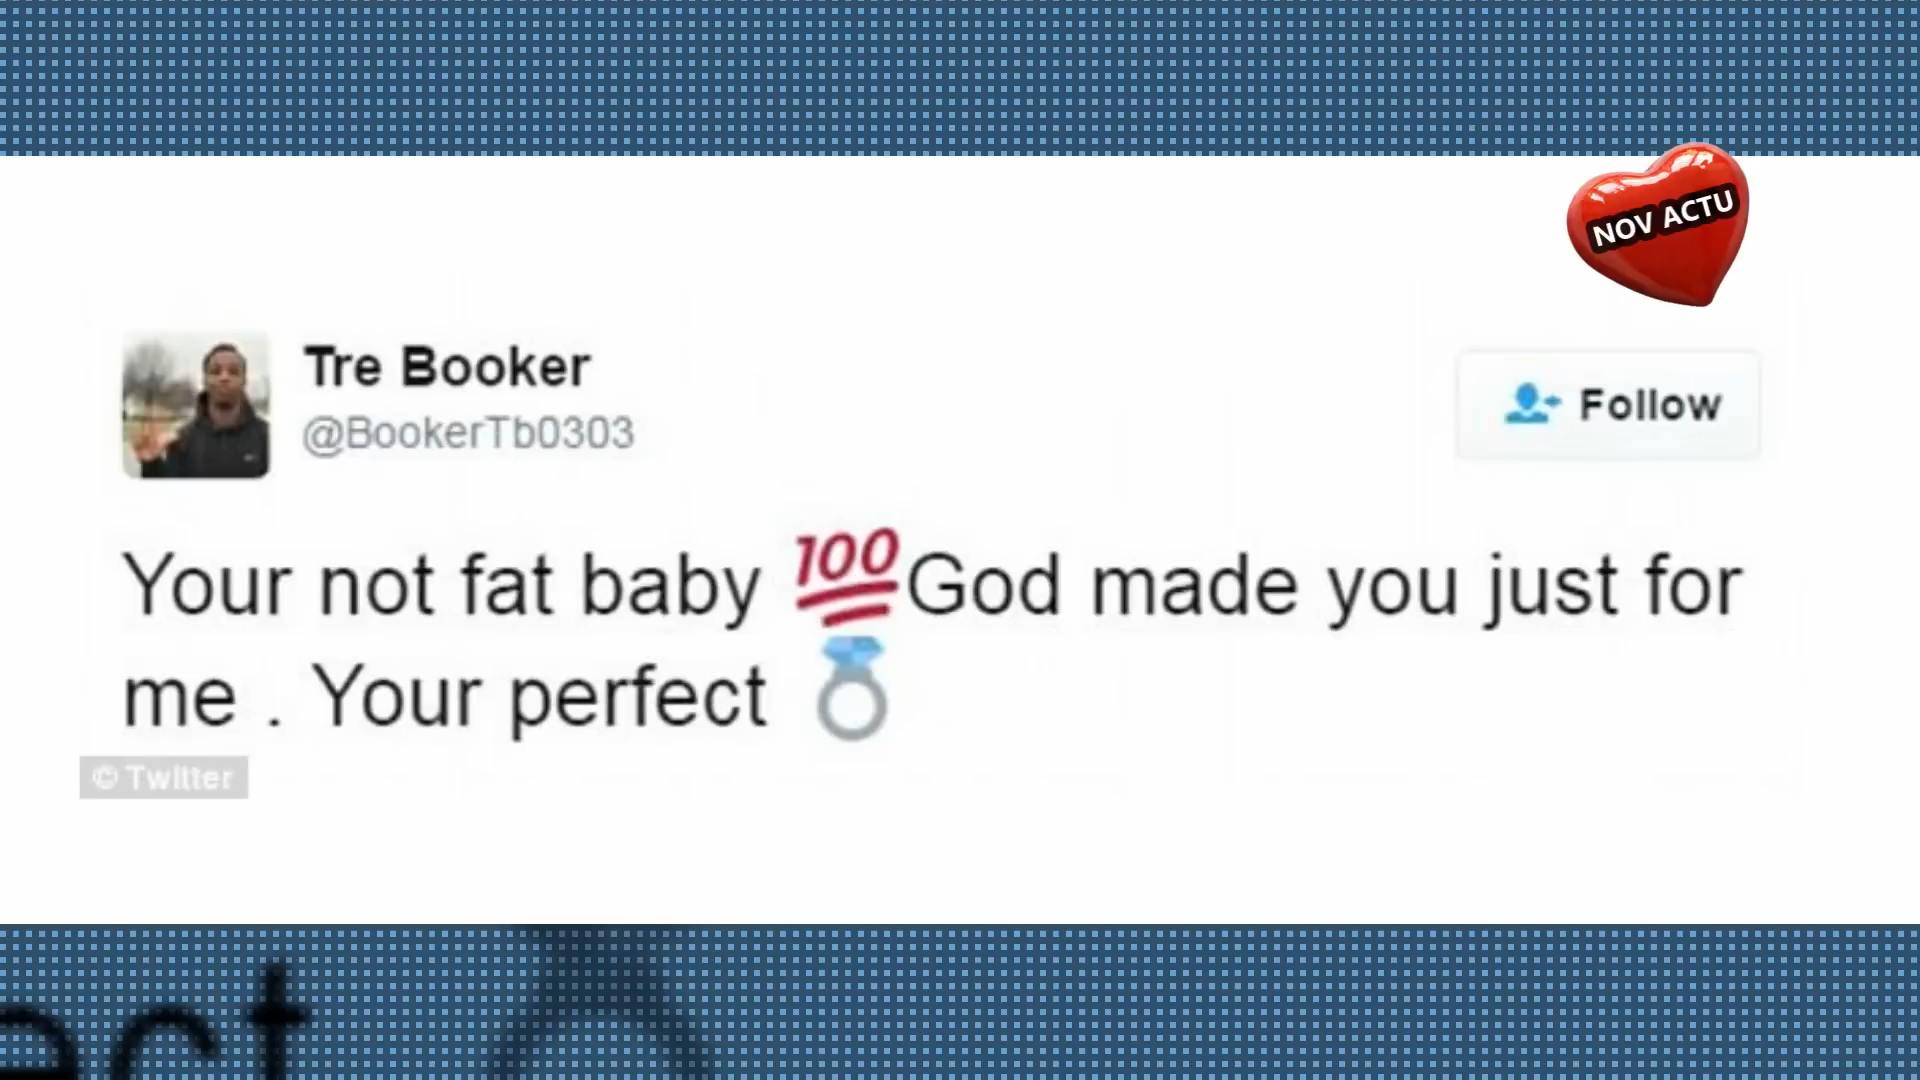 NOV ACTU
Tre Booker
@BookerTb0303
Follow
Your not fat baby 💯God made you just for
me . Your perfect 💍
© Twitter
ect